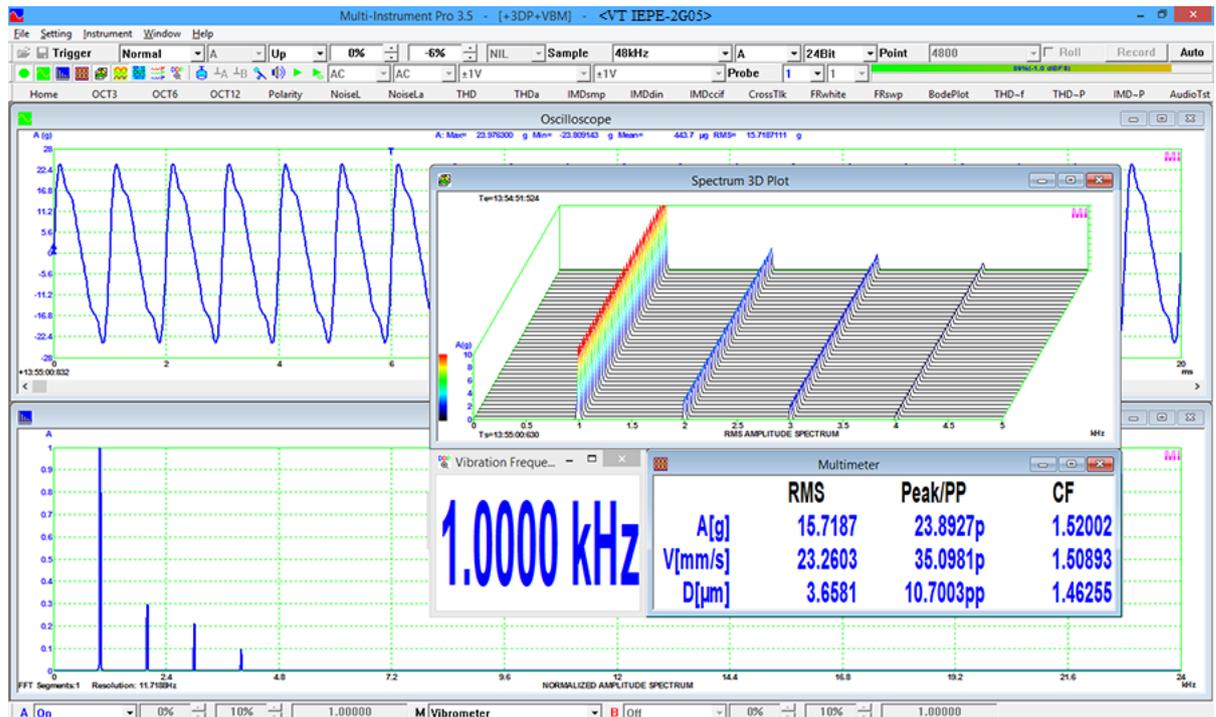 Multi-Instrument Pro 3.5 - [+3DP+VBM] - <VT IEPE-2G05>
File Setting Instrument Window Help
Trigger Normal A Up 0% -6% NIL Sample 48kHz A 24Bit Point 4800 Roll Record Auto
AC AC ±1V ±1V Probe 1 1 89%(-1.0 dBFS)
Home OCT3 OCT6 OCT12 Polarity NoiseL NoiseLa THD THDa IMDsmp IMDdin IMDccif CrossTlk FRwhite FRswp BodePlot THD~f THD~P IMD~P AudioTst
Oscilloscope
A (g) A: Max= 23.976300 g Min= -23.809143 g Mean= 443.7 µg RMS= 15.7187111 g
28 T MI
22.4
16.8
11.2
5.6
0
-5.6
-11.2
-16.8
-22.4
-28
0 2 4 6 20
+13:55:00:832 ms
Spectrum 3D Plot
Te=13:54:51:524
MI
A(g)
10
8
6
4
2
0
0 0.5 1 1.5 2 2.5 3 3.5 4 4.5 5
Ts=13:55:00:630 RMS AMPLITUDE SPECTRUM kHz
A MI
1
0.9
0.8
0.7
0.6
0.5
0.4
0.3
0.2
0.1
0
0 2.4 4.8 7.2 9.6 12 14.4 16.8 19.2 21.6 24
FFT Segments:1 Resolution: 11.7188Hz NORMALIZED AMPLITUDE SPECTRUM kHz
Vibration Freque...
1.0000 kHz
Multimeter
RMS Peak/PP CF
A[g] 15.7187 23.8927p 1.52002
V[mm/s] 23.2603 35.0981p 1.50893
D[µm] 3.6581 10.7003pp 1.46255
A On 0% 10% 1.00000 M Vibrometer B Off 0% 10% 1.00000